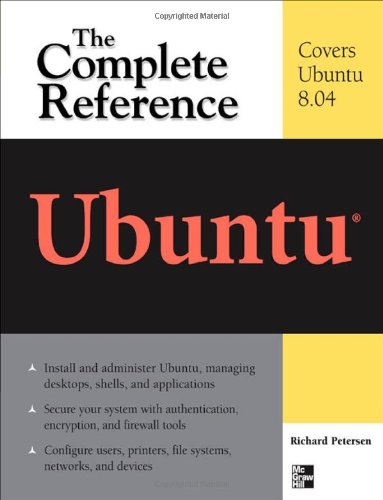 Copyrighted Material
The
Complete
Reference
Covers
Ubuntu
8.04
Ubuntu®
Install and administer Ubuntu, managing
desktops, shells, and applications
Secure your system with authentication,
encryption, and firewall tools
Configure users, printers, file systems,
networks, and devices
Richard Petersen
Mc
Graw
Hill